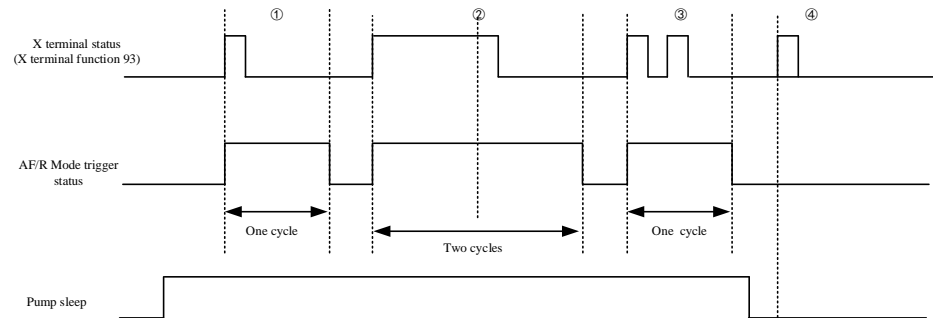 ① ② ③ ④
X terminal status
(X terminal function 93)
AF/R Mode trigger
status
One cycle
Two cycles
One cycle
Pump sleep